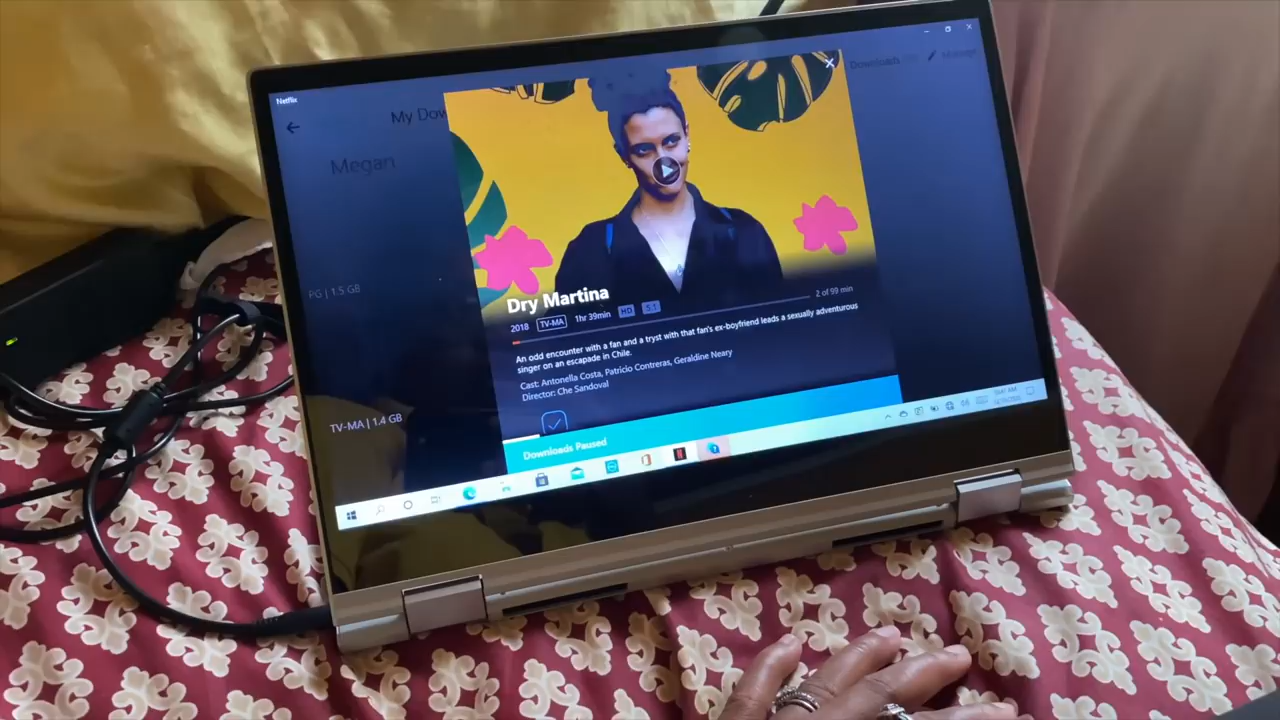 Netflix
My Dow
Downloads
Manage
Megan
PG | 1.5 GB
Dry Martina
2018 TV-MA 1hr 39min HD 5.1
2 of 99 min
An odd encounter with a fan and a tryst with that fan's ex-boyfriend leads a sexually adventurous
singer on an escapade in Chile.
Cast: Antonella Costa, Patricio Contreras, Geraldine Neary
Director: Che Sandoval
TV-MA | 1.4 GB
Downloads Paused